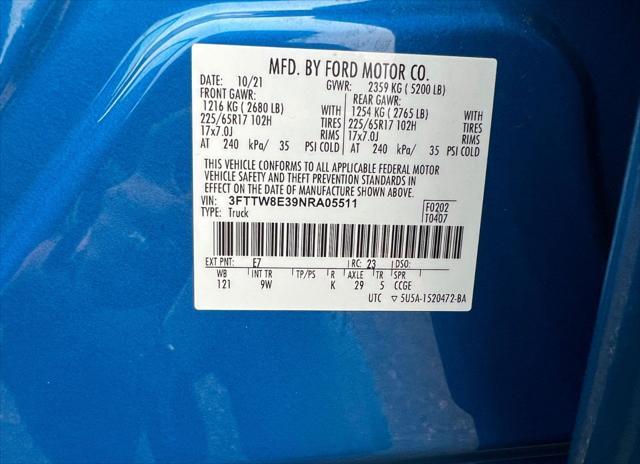 MFD. BY FORD MOTOR CO.
DATE: 10/21 GVWR: 2359 KG ( 5200 LB)
FRONT GAWR: REAR GAWR:
1216 KG ( 2680 LB) WITH 1254 KG ( 2765 LB) WITH
225/65R17 102H TIRES 225/65R17 102H TIRES
17x7.0J RIMS 17x7.0J RIMS
AT 240 kPa/ 35 PSI COLD AT 240 kPa/ 35 PSI COLD
THIS VEHICLE CONFORMS TO ALL APPLICABLE FEDERAL MOTOR
VEHICLE SAFETY AND THEFT PREVENTION STANDARDS IN
EFFECT ON THE DATE OF MANUFACTURE SHOWN ABOVE.
VIN: 3FTTW8E39NRA05511 F0202
TYPE: Truck T0407
EXT PNT: E7 RC: 23 DSO:
WB INT TR TP/PS R AXLE TR SPR
121 9W K 29 5 CCGE
UTC ▽ 5U5A-1520472-BA